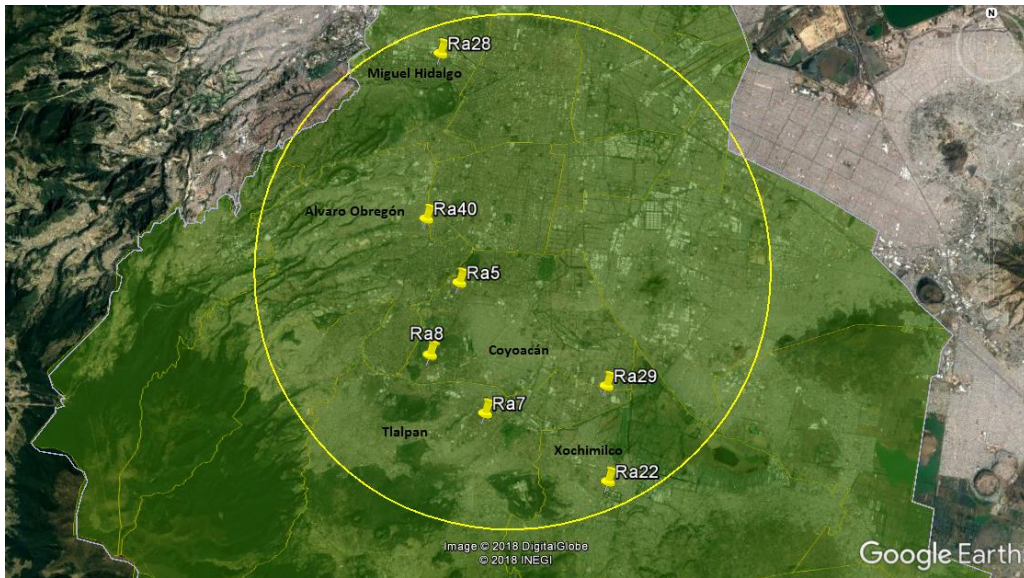 N
Ra28
Miguel Hidalgo
Alvaro Obregón
Ra40
Ra5
Ra8
Coyoacán
Ra29
Ra7
Tlalpan
Xochimilco
Ra22
Image © 2018 DigitalGlobe
© 2018 INEGI
Google Earth